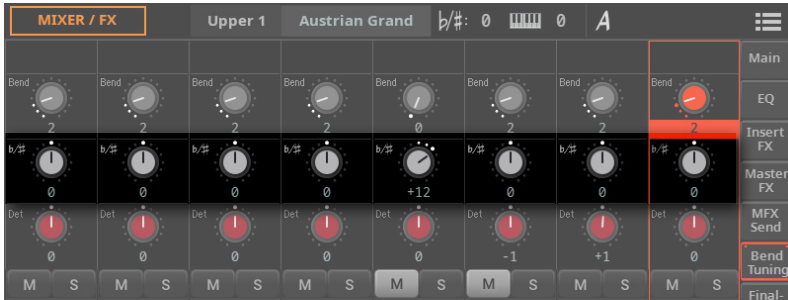 MIXER / FX Upper 1 Austrian Grand ♭/♯: 0 0 A
Main
Bend Bend Bend Bend Bend Bend Bend Bend
EQ
2 2 2 2 0 2 2 2
Insert
FX
♭/♯ ♭/♯ ♭/♯ ♭/♯ ♭/♯ ♭/♯ ♭/♯ ♭/♯
Master
FX
0 0 0 0 +12 0 0 0
Det Det Det Det Det Det Det Det
MFX
Send
0 0 0 0 0 -1 +1 0
Bend
Tuning
M S M S M S M S M S M S M S M S
Final-